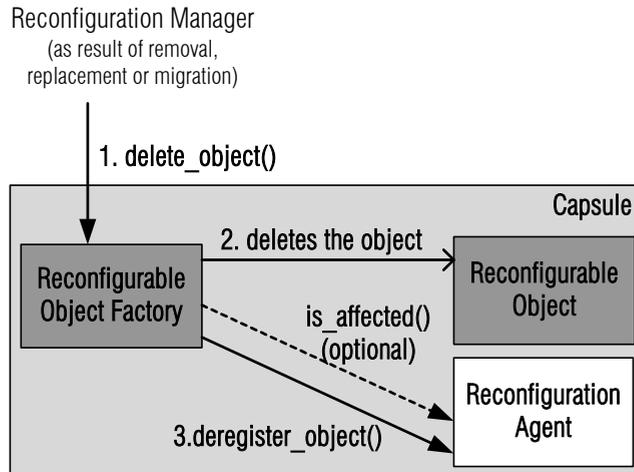 Reconfiguration Manager
(as result of removal,
replacement or migration)
1. delete_object()
Capsule
2. deletes the object
Reconfigurable
Object Factory
Reconfigurable
Object
is_affected()
(optional)
Reconfiguration
Agent
3.deregister_object()